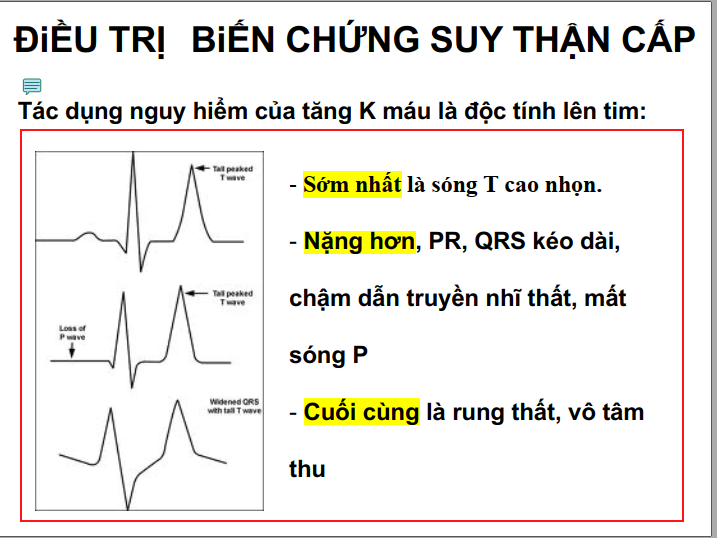 ĐiỀU TRỊ BiẾN CHỨNG SUY THẬN CẤP
Tác dụng nguy hiểm của tăng K máu là độc tính lên tim:
Tall peaked
T wave
Tall peaked
T wave
Loss of
P wave
Widened QRS
with tall T wave
- Sớm nhất là sóng T cao nhọn.
- Nặng hơn, PR, QRS kéo dài,
chậm dẫn truyền nhĩ thất, mất
sóng P
- Cuối cùng là rung thất, vô tâm
thu